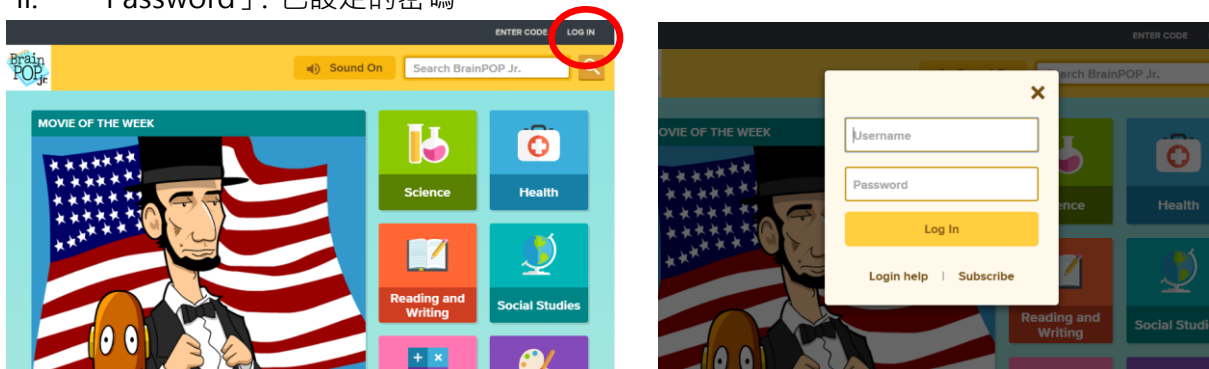 ii. "Password」: 已設定的密碼
ENTER CODE LOG IN
Brain
POP
Jr.
Sound On
Search BrainPOP Jr.
MOVIE OF THE WEEK
Science
Health
Reading and
Writing
Social Studies
ENTER CODE
arch BrainPOP Jr.
OVIE OF THE WEEK
Username
Password
Log In
Login help | Subscribe
ence
Health
Reading and
Writing
Social Studi